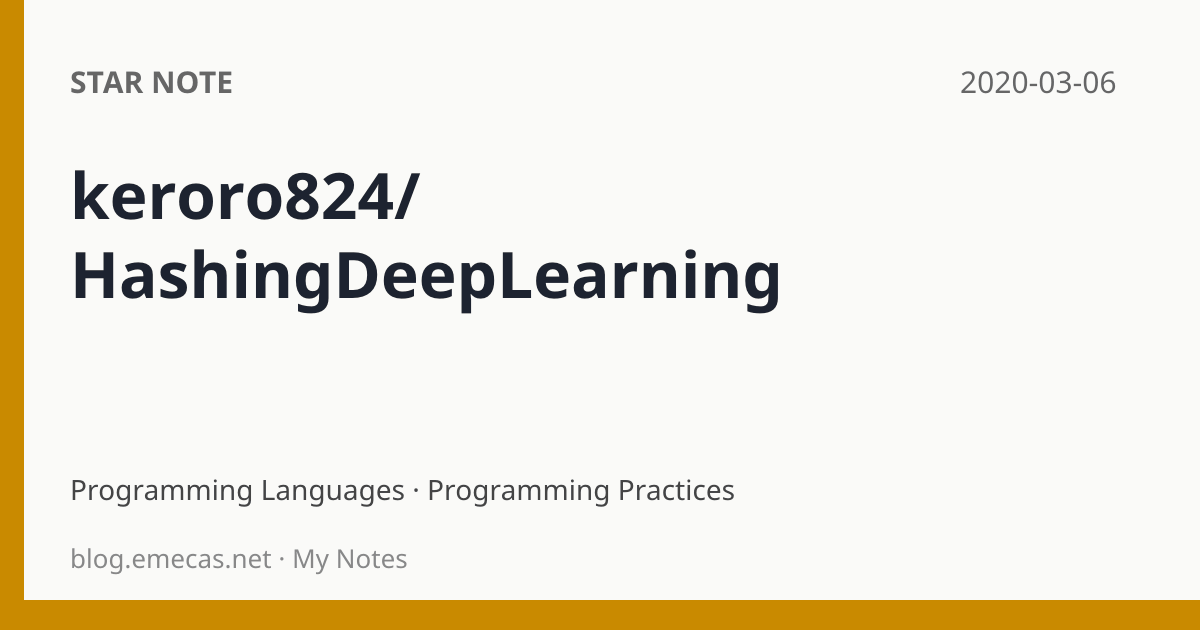 STAR NOTE
2020-03-06
keroro824/
HashingDeepLearning
Programming Languages · Programming Practices
blog.emecas.net · My Notes